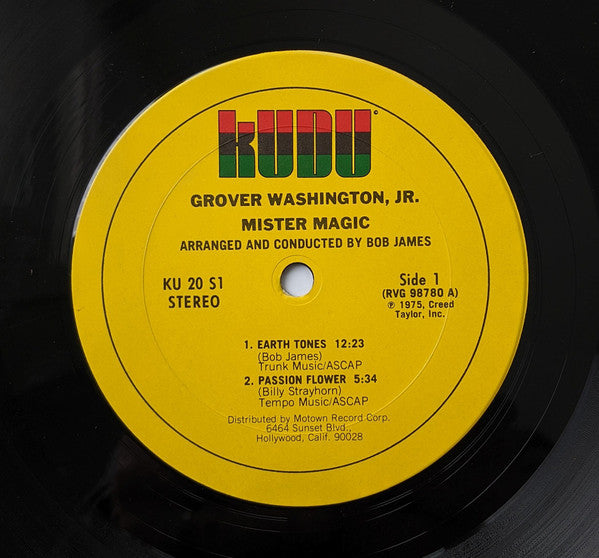 kUDU©
GROVER WASHINGTON, JR.
MISTER MAGIC
ARRANGED AND CONDUCTED BY BOB JAMES
KU 20 S1
STEREO
Side 1
(RVG 98780 A)
℗ 1975, Creed
Taylor, Inc.
1. EARTH TONES 12:23
(Bob James)
Trunk Music/ASCAP
2. PASSION FLOWER 5:34
(Billy Strayhorn)
Tempo Music/ASCAP
Distributed by Motown Record Corp.
6464 Sunset Blvd.,
Hollywood, Calif. 90028